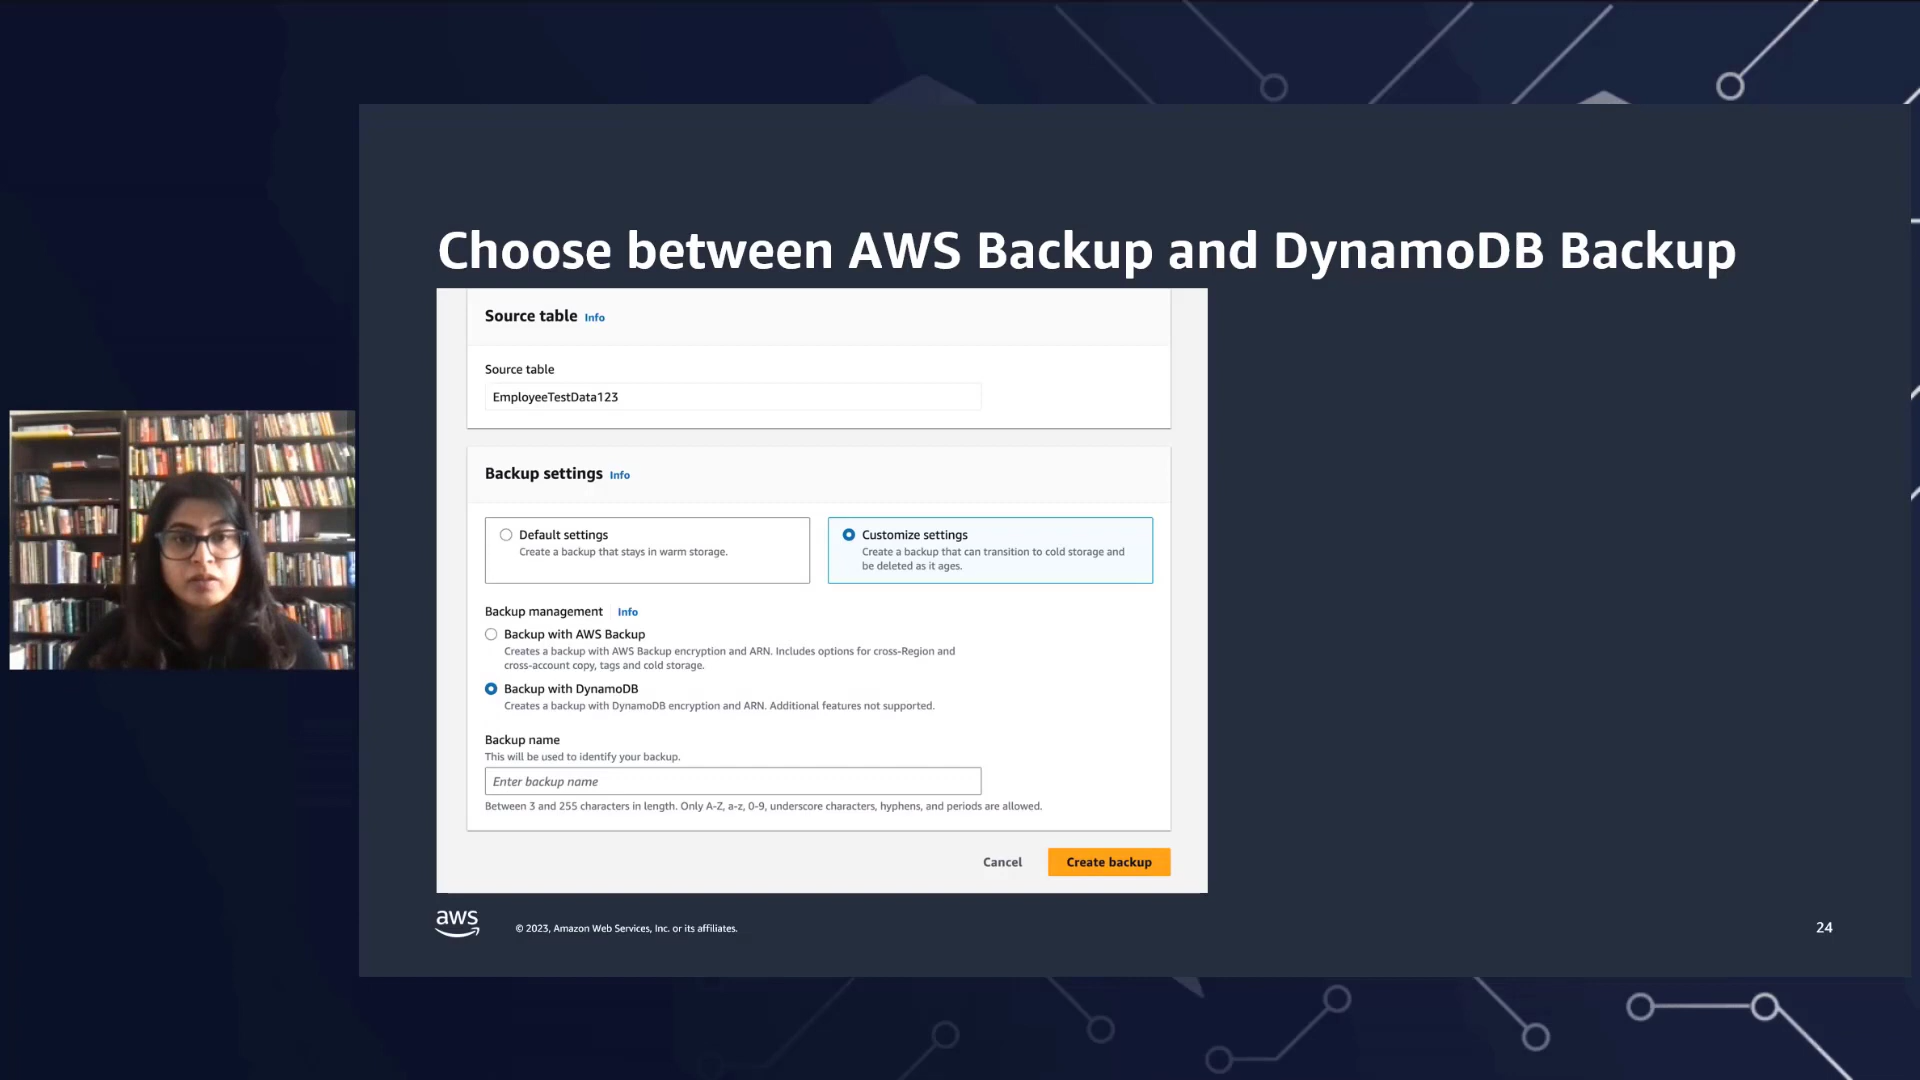 Choose between AWS Backup and DynamoDB Backup
Source table Info
Source table
EmployeeTestData123
Backup settings Info
Default settings
Create a backup that stays in warm storage.
Customize settings
Create a backup that can transition to cold storage and
be deleted as it ages.
Backup management Info
Backup with AWS Backup
Creates a backup with AWS Backup encryption and ARN. Includes options for cross-Region and
cross-account copy, tags and cold storage.
Backup with DynamoDB
Creates a backup with DynamoDB encryption and ARN. Additional features not supported.
Backup name
This will be used to identify your backup.
Enter backup name
Between 3 and 255 characters in length. Only A-Z, a-z, 0-9, underscore characters, hyphens, and periods are allowed.
Cancel
Create backup
aws
© 2023, Amazon Web Services, Inc. or its affiliates.
24